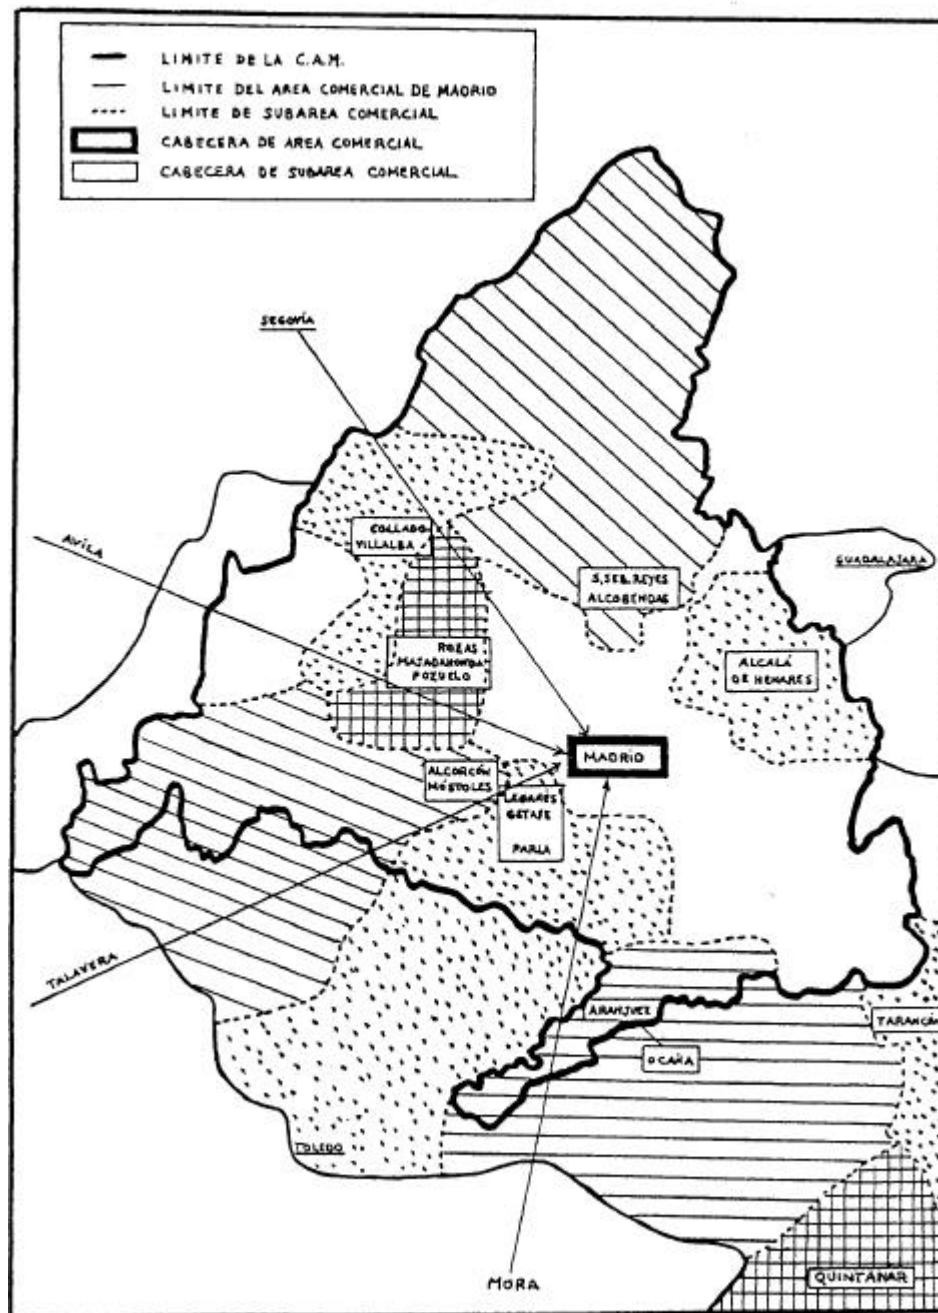 LIMITE DE LA C.A.M.
LIMITE DEL AREA COMERCIAL DE MADRID
LIMITE DE SUBAREA COMERCIAL
CABECERA DE AREA COMERCIAL
CABECERA DE SUBAREA COMERCIAL
SEGOVIA
COLLADO
VILLALBA
AVILA
GUADALAJARA
S.SEB.REYES
ALCOBENDAS
ROZAS
MAJADAHONDA
POZUELO
ALCALÁ
DE HENARES
MADRID
ALCORCÓN
MÓSTOLES
LEGANES
GETAFE
PARLA
TALAVERA
ARANJUEZ
TARANCÓN
OCAÑA
TOLEDO
MORA
QUINTANAR